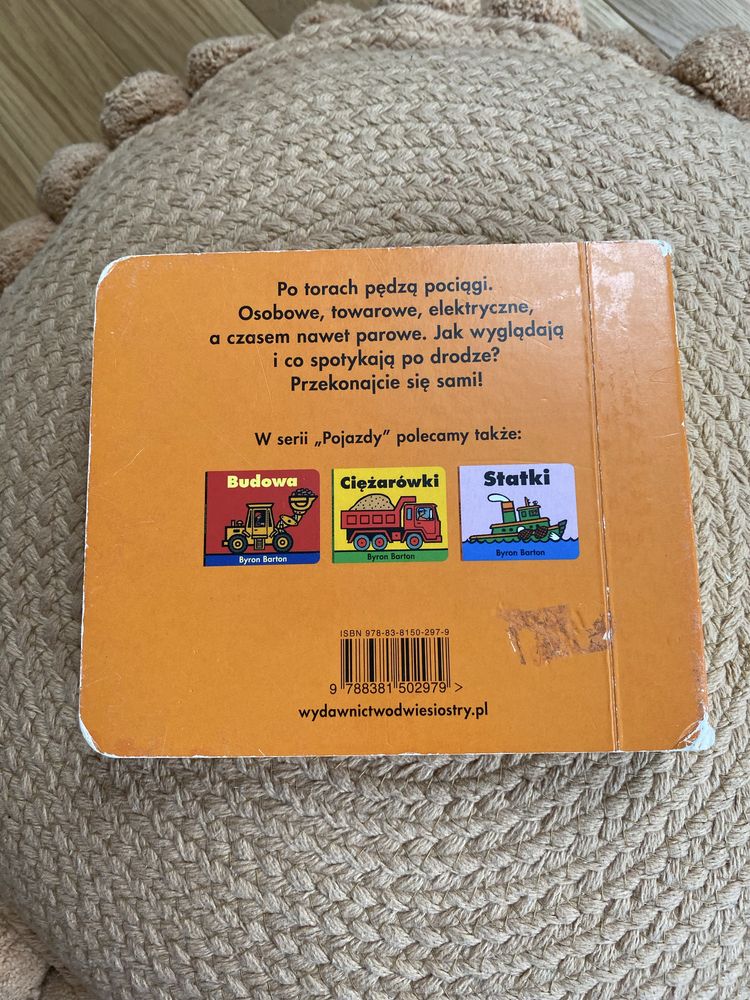 Po torach pędzą pociągi.
Osobowe, towarowe, elektryczne,
a czasem nawet parowe. Jak wyglądają
i co spotykają po drodze?
Przekonajcie się sami!
W serii „Pojazdy” polecamy także:
Budowa
Byron Barton
Ciężarówki
Byron Barton
Statki
Byron Barton
ISBN 978-83-8150-297-9
9 788381 502979 >
wydawnictwodwiesiostry.pl